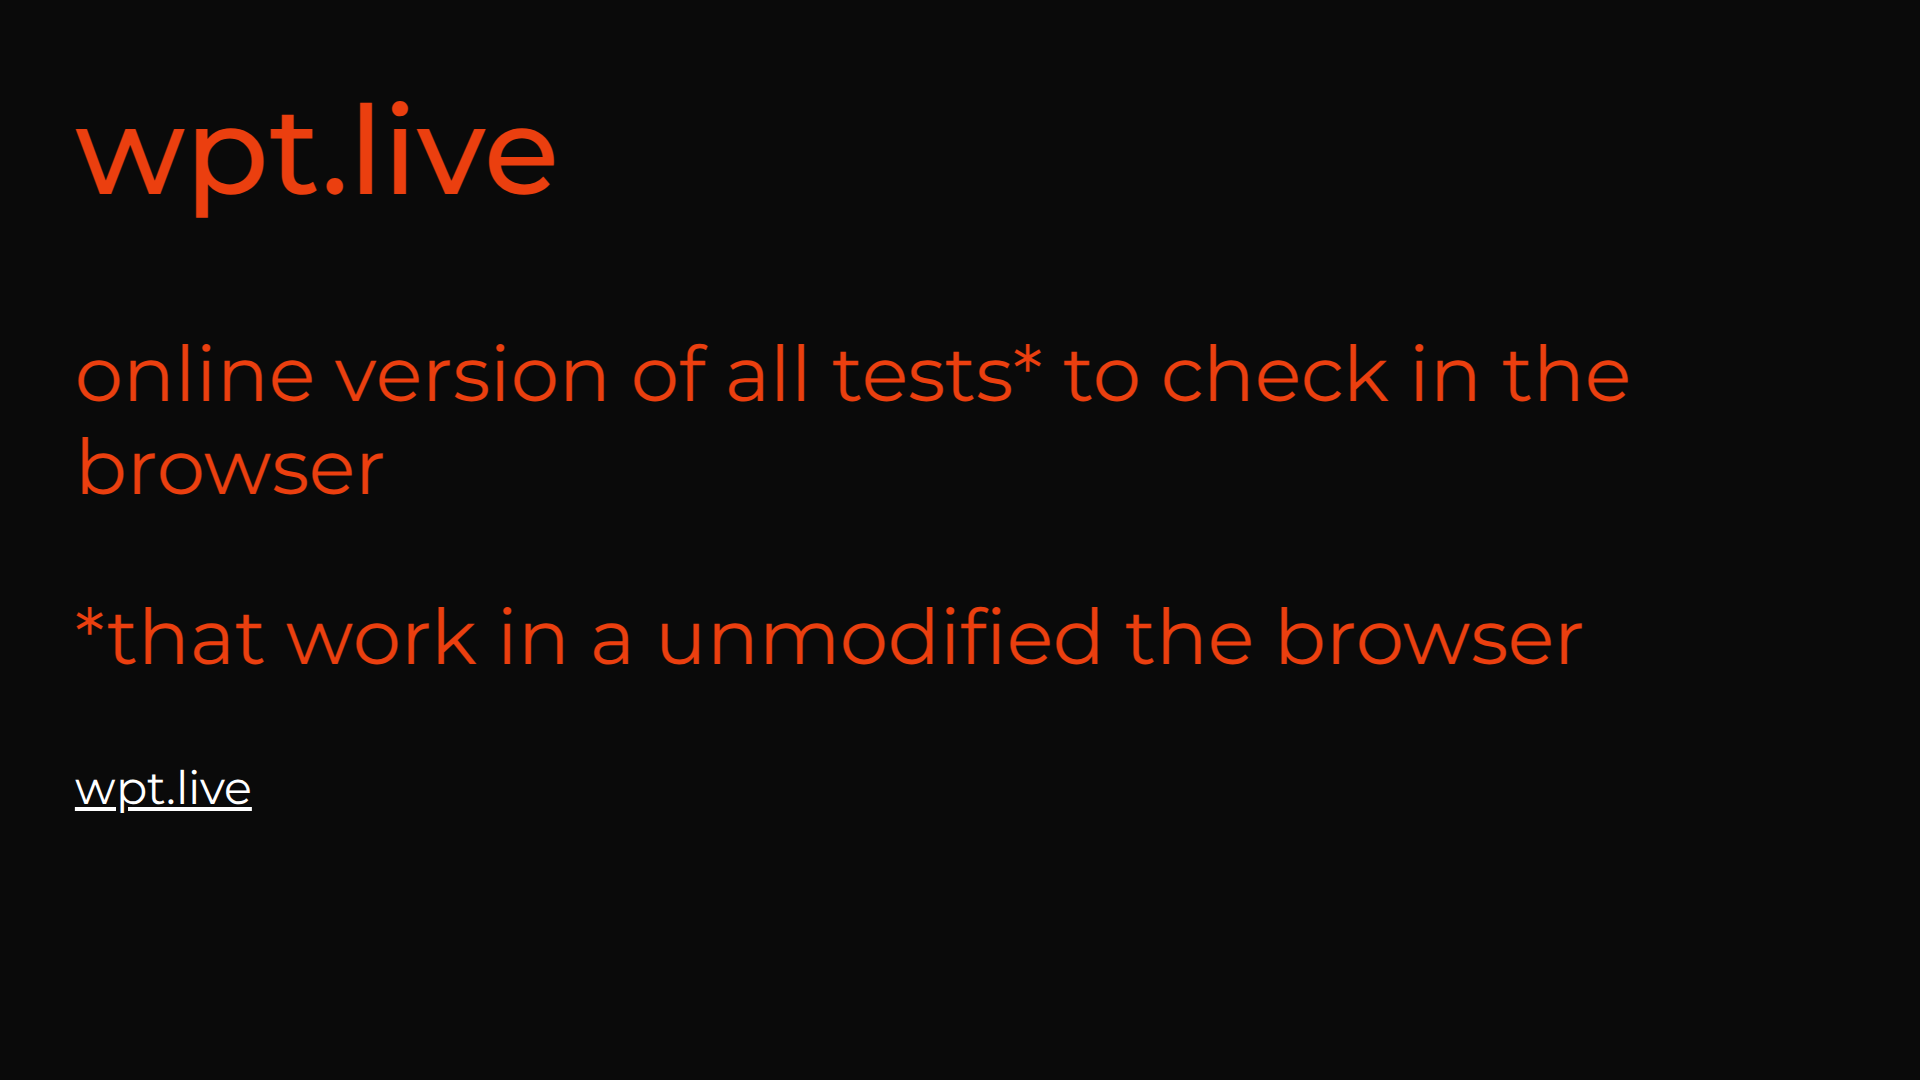 wpt.live
online version of all tests* to check in the
browser
*that work in a unmodified the browser
wpt.live